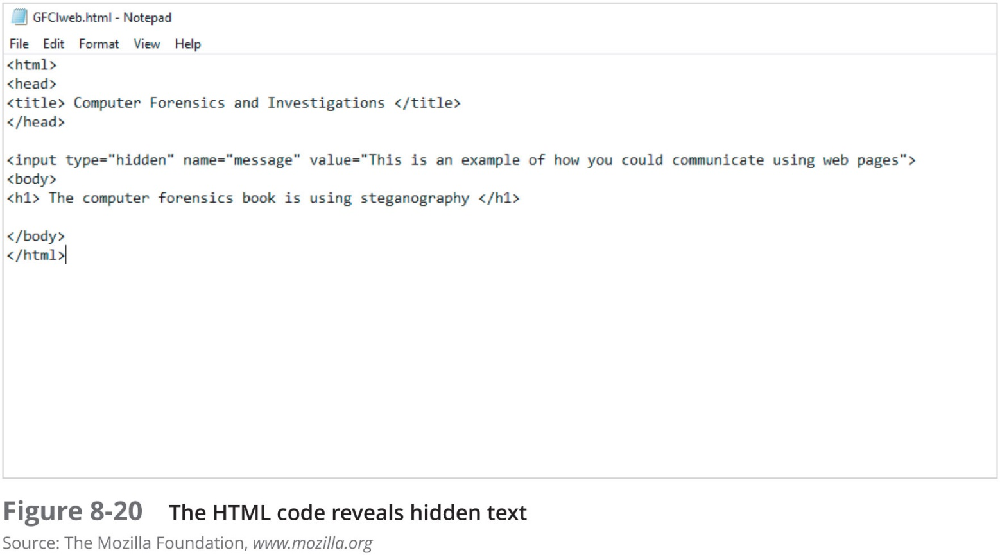 GFCIweb.html - Notepad
File Edit Format View Help
<html>
<head>
<title> Computer Forensics and Investigations </title>
</head>
<input type="hidden" name="message" value="This is an example of how you could communicate using web pages">
<body>
<h1> The computer forensics book is using steganography </h1>
</body>
</html>
Figure 8-20 The HTML code reveals hidden text
Source: The Mozilla Foundation, www.mozilla.org